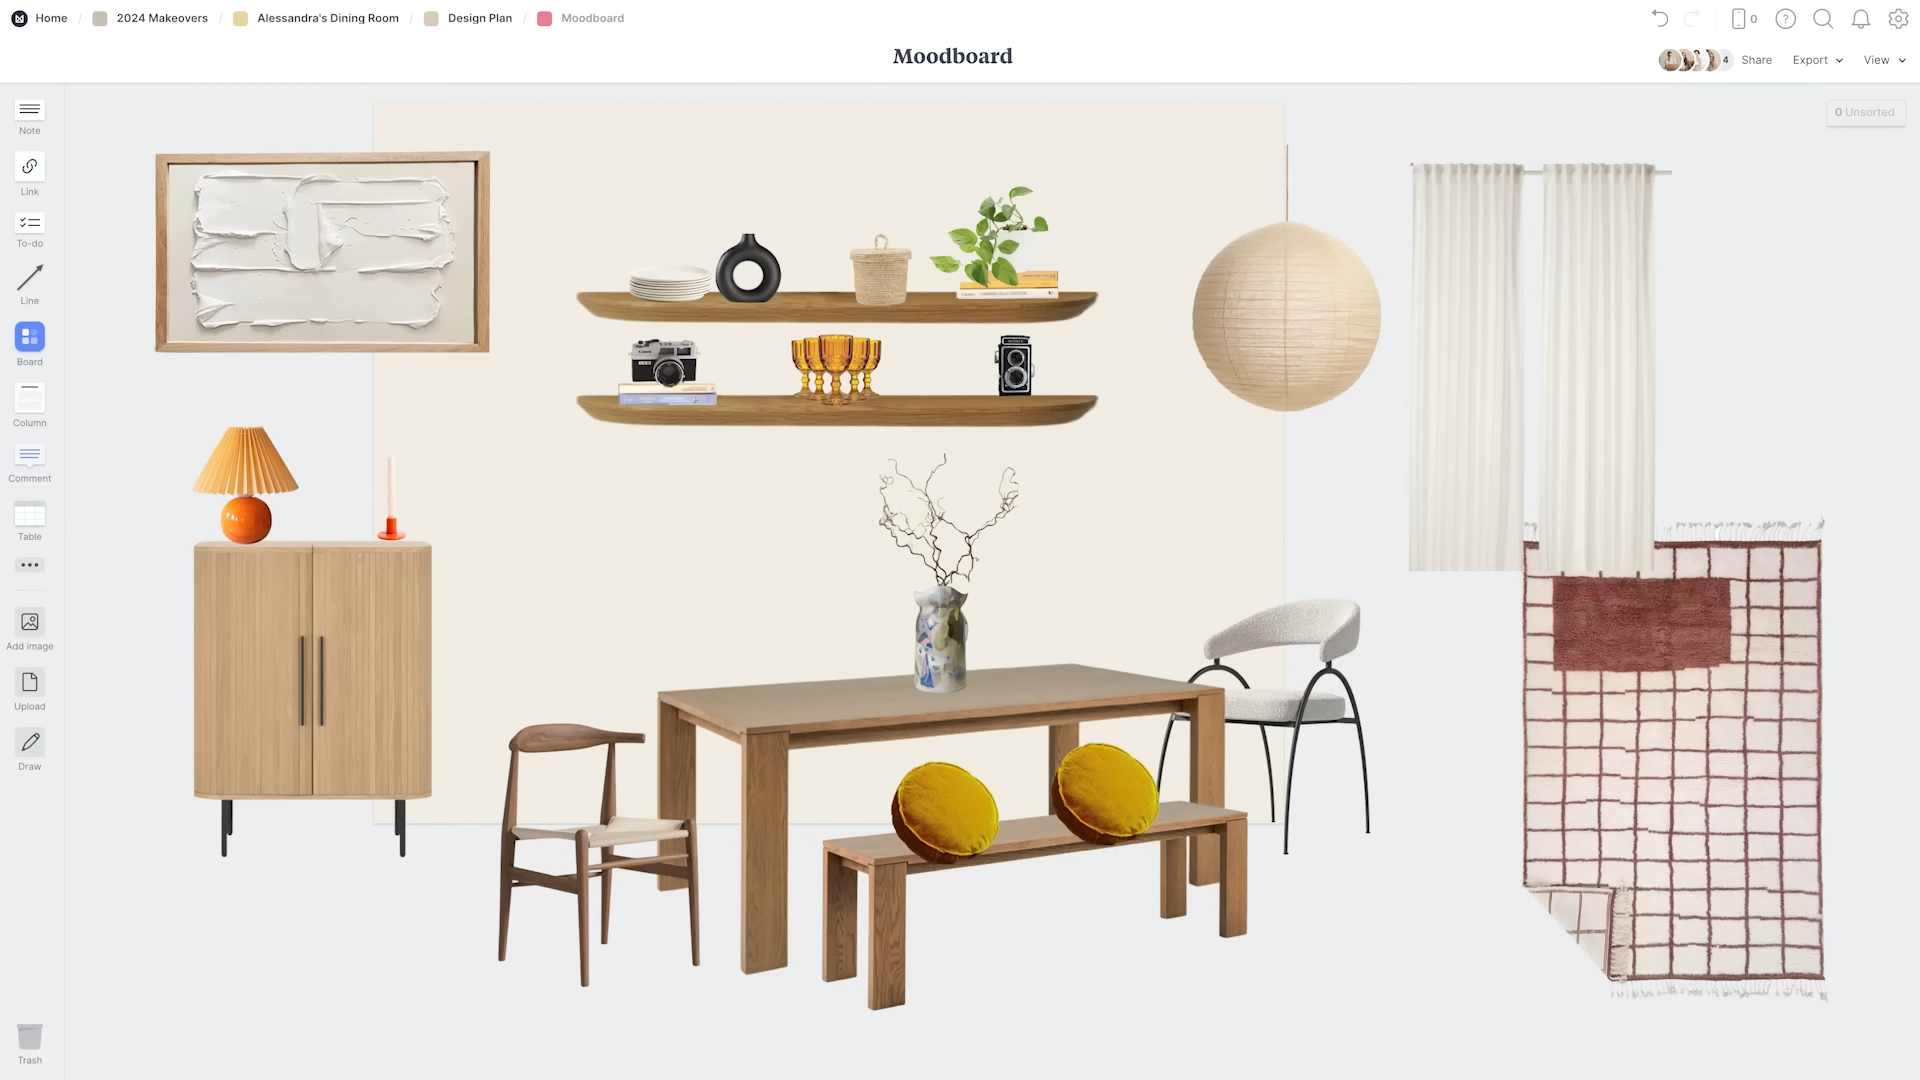 Home / 2024 Makeovers / Alessandra's Dining Room / Design Plan / Moodboard
0
Moodboard
4 Share Export View
0 Unsorted
Note
Link
To-do
Line
Board
Column
Comment
Table
Add image
Upload
Draw
Trash
Canon